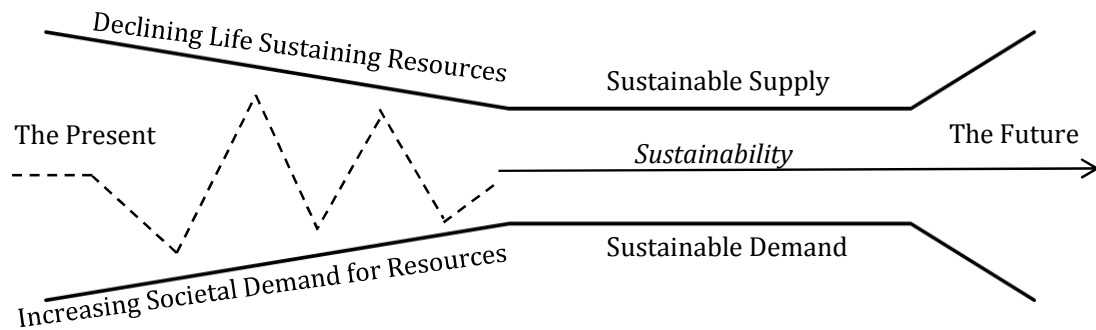 Declining Life Sustaining Resources
Sustainable Supply
The Present
The Future
Sustainability
Sustainable Demand
Increasing Societal Demand for Resources